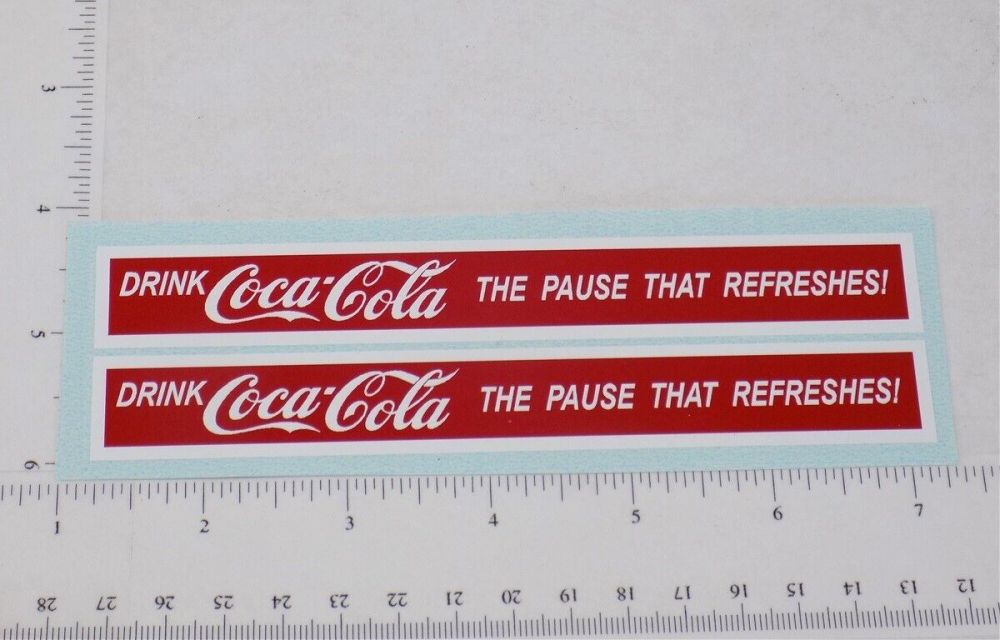 3
4
DRINK Coca-Cola THE PAUSE THAT REFRESHES!
5
DRINK Coca-Cola THE PAUSE THAT REFRESHES!
6
1 2 3 4 5 6 7
28 27 26 25 24 23 22 21 20 19 18 17 16 15 14 13 12